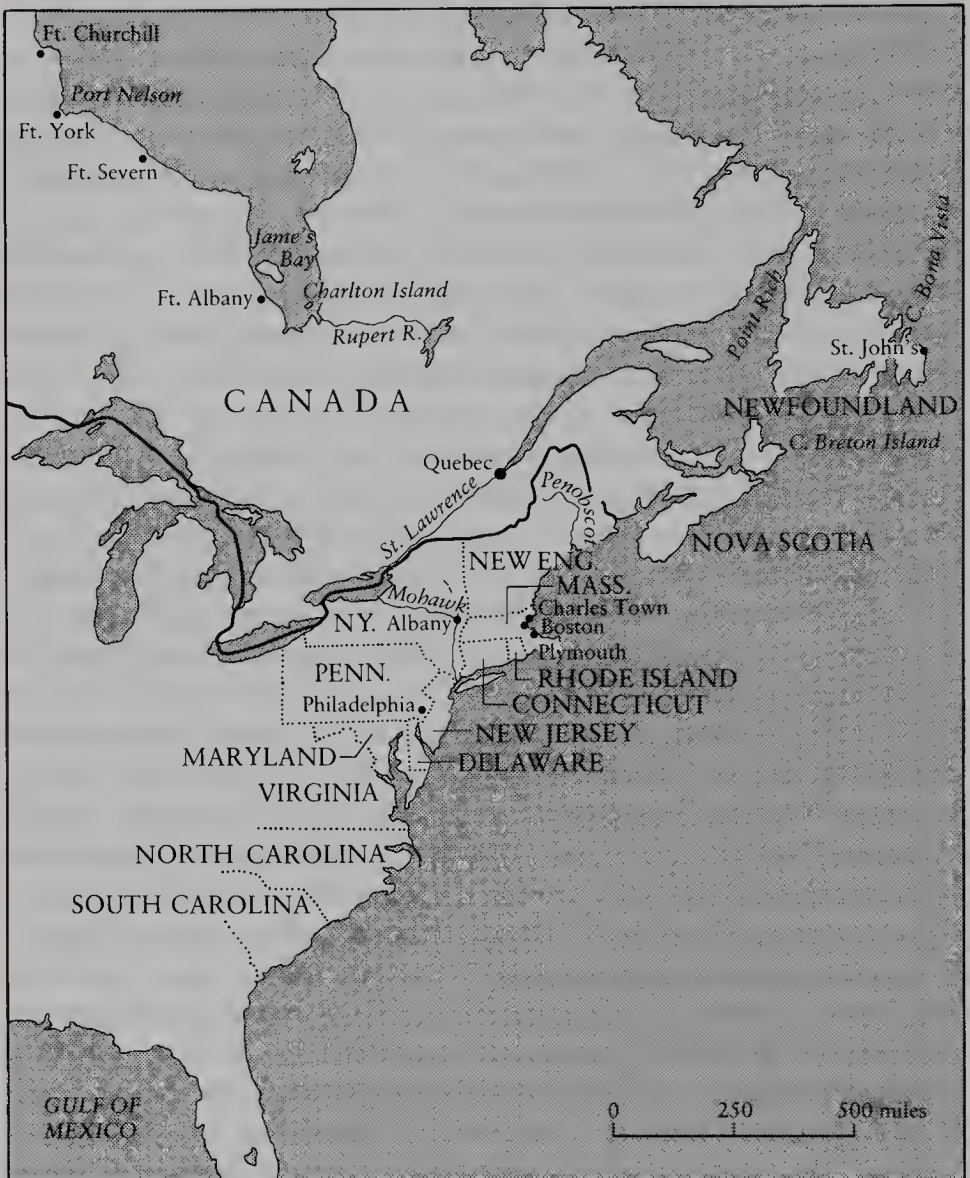 Ft. Churchill
Port Nelson
Ft. York
Ft. Severn
Jame's
Bay
Ft. Albany
Charlton Island
Rupert R.
C. Bona Vista
Point Rich
St. John's
CANADA
NEWFOUNDLAND
C. Breton Island
Quebec
St. Lawrence
Penobscot
NOVA SCOTIA
NEW ENG.
MASS.
Mohawk
Charles Town
NY.
Albany
Boston
Plymouth
PENN.
RHODE ISLAND
Philadelphia
CONNECTICUT
NEW JERSEY
MARYLAND
DELAWARE
VIRGINIA
NORTH CAROLINA
SOUTH CAROLINA
GULF OF
MEXICO
0 250 500 miles